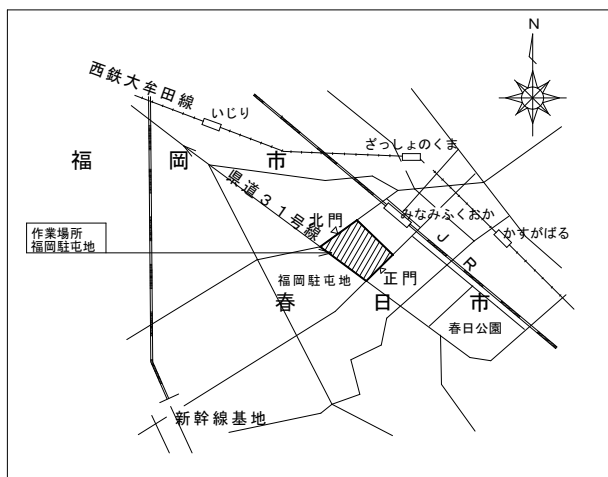 N
西鉄大牟田線
いじり
ざっしょのくま
福岡市
県道31号線
北門
みなみふくおか
かすがばる
JR
作業場所
福岡駐屯地
福岡駐屯地
正門
春日市
春日公園
新幹線基地